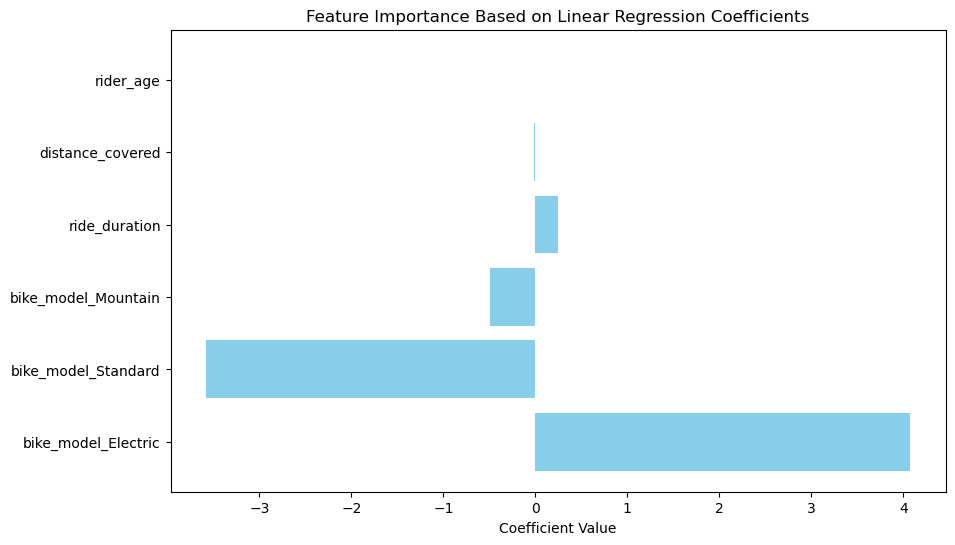 Feature Importance Based on Linear Regression Coefficients
rider_age
distance_covered
ride_duration
bike_model_Mountain
bike_model_Standard
bike_model_Electric
−3 −2 −1 0 1 2 3 4
Coefficient Value